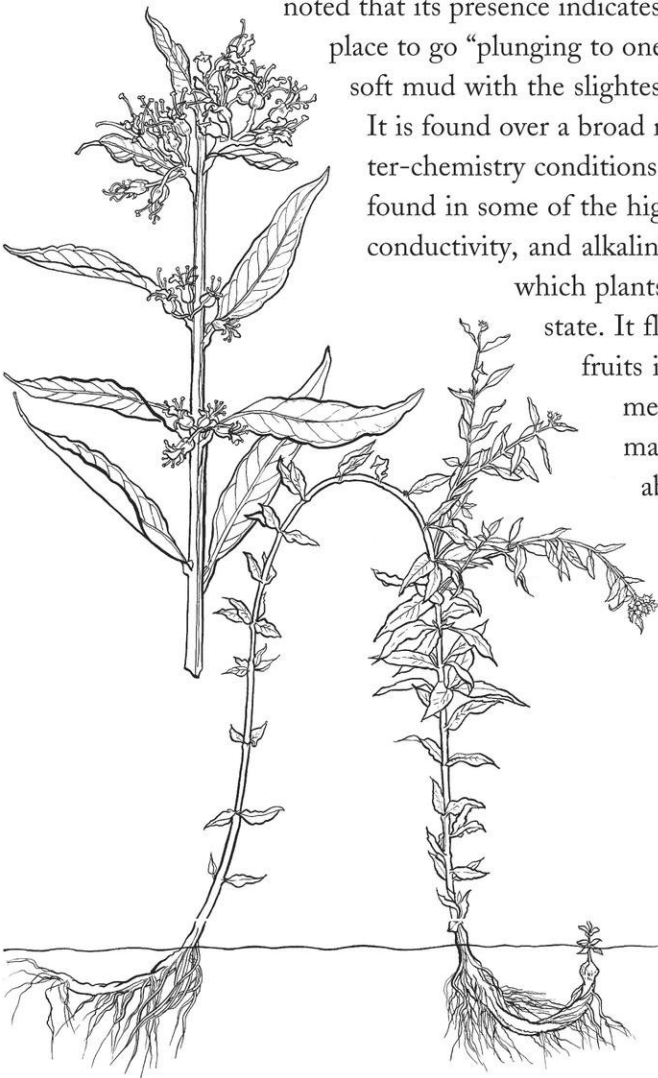 noted that its presence indicates
place to go “plunging to one
soft mud with the slightes
It is found over a broad r
ter-chemistry conditions
found in some of the hig
conductivity, and alkalin
which plants
state. It fl
fruits i
me
ma
ab